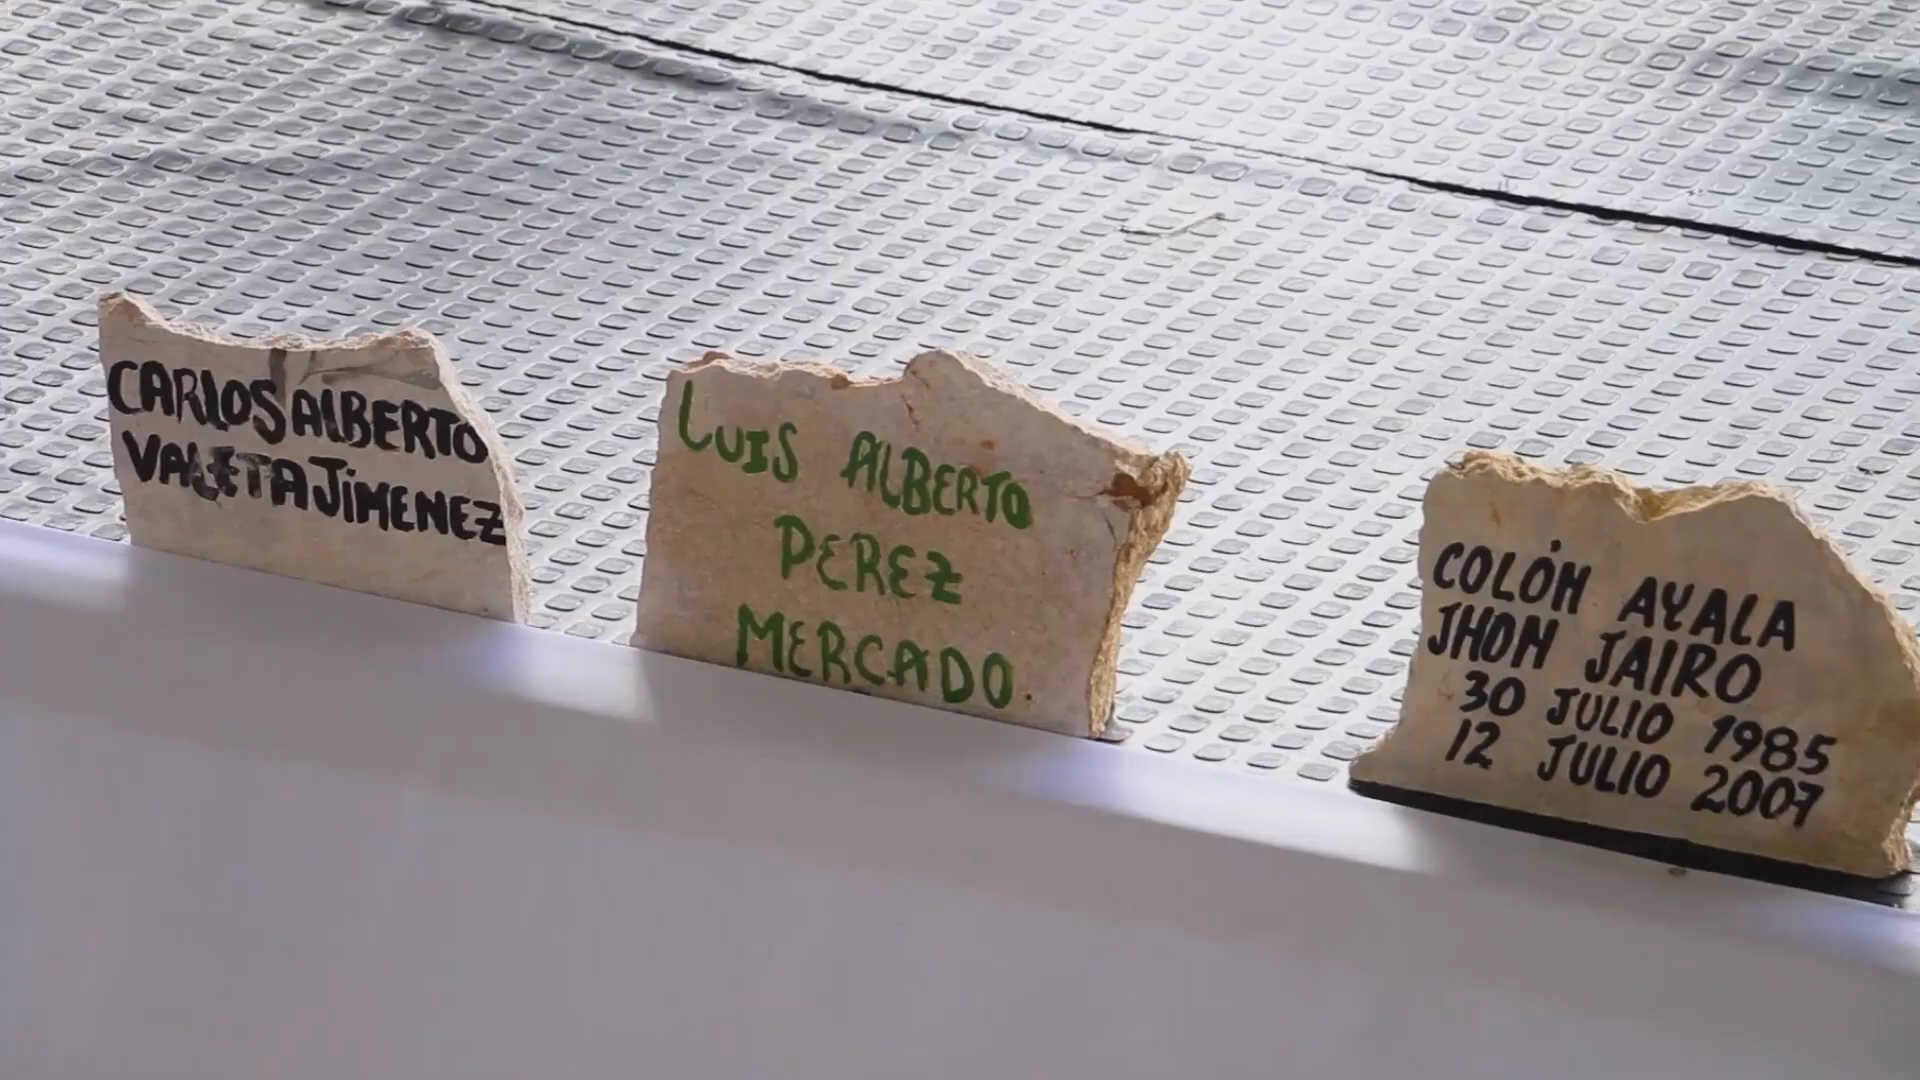 CARLOS ALBERTO
VALETA JIMENEZ
LUIS ALBERTO
PEREZ
MERCADO
COLÓN AYALA
JHON JAIRO
30 JULIO 1985
12 JULIO 2007